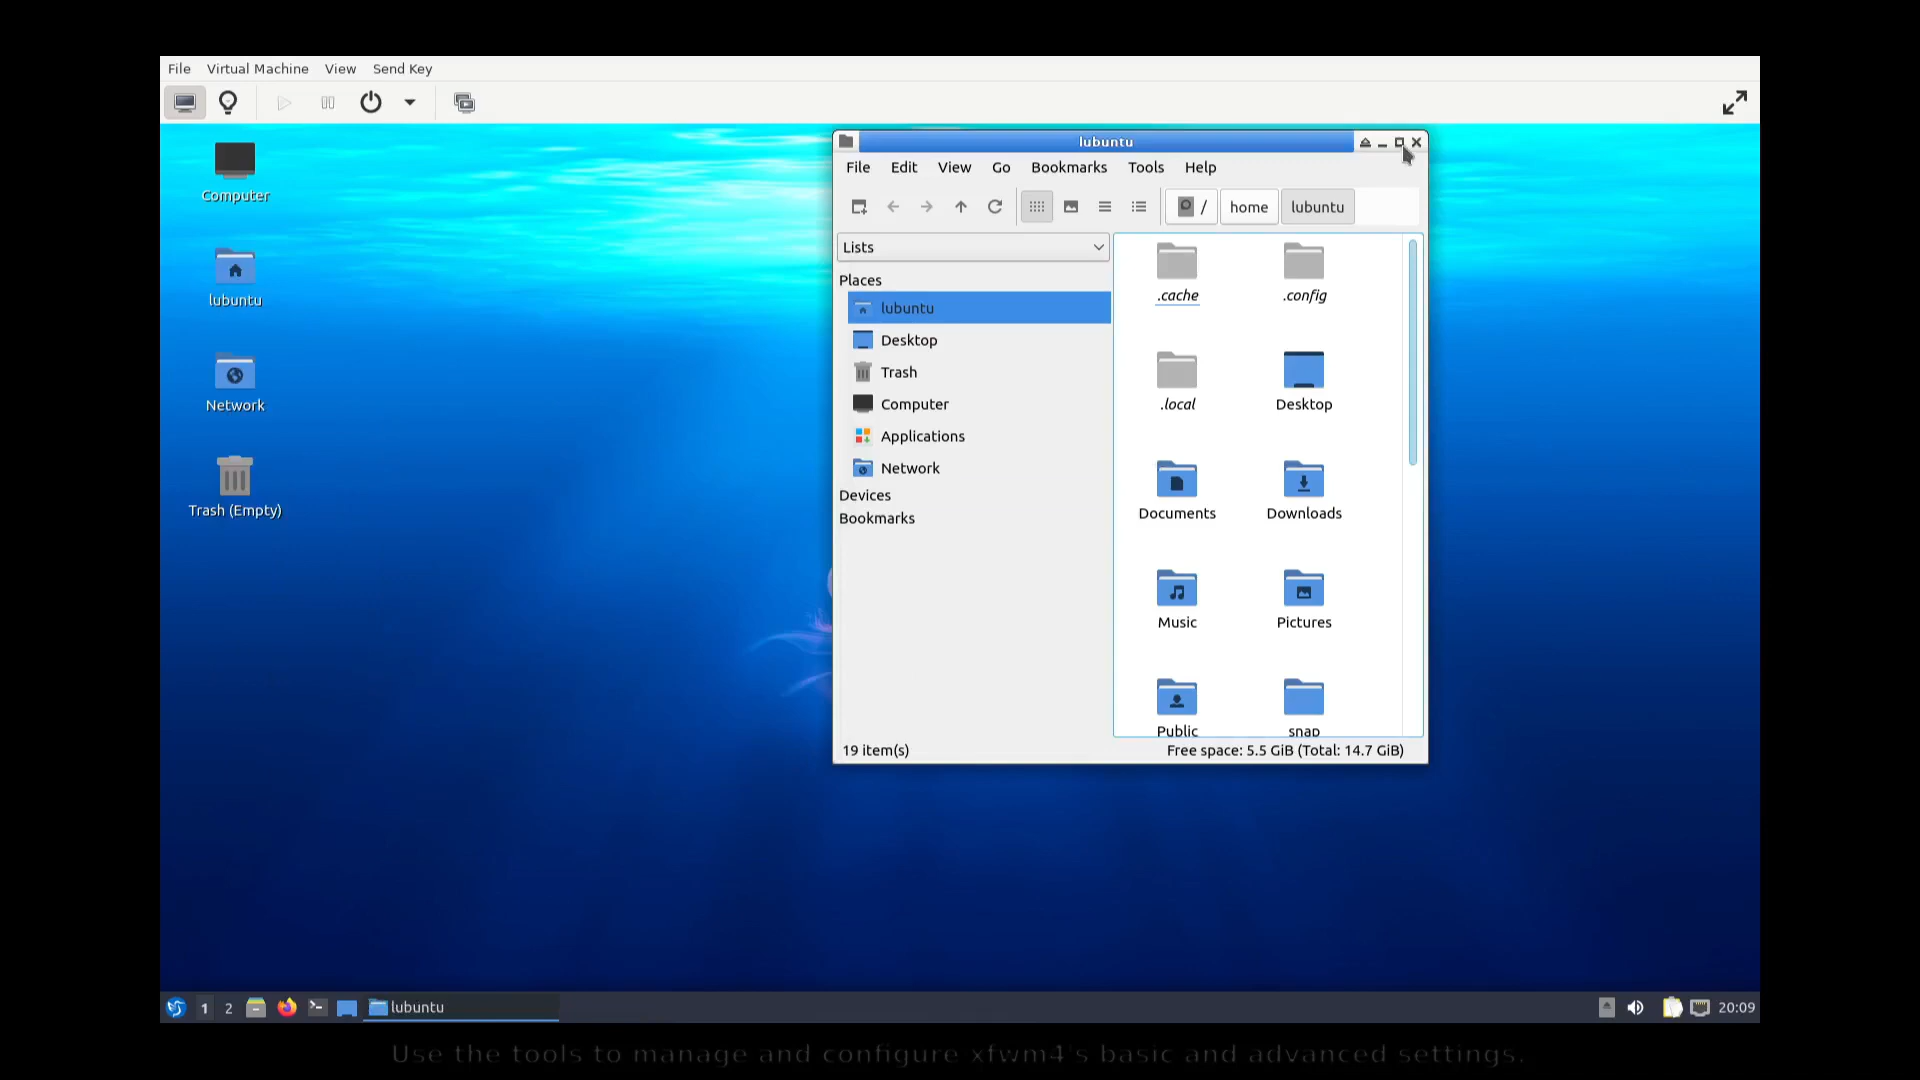 File Virtual Machine View Send Key
lubuntu
File Edit View Go Bookmarks Tools Help
/ home lubuntu
Computer
lubuntu
Network
Trash (Empty)
Lists
Places
lubuntu
Desktop
Trash
Computer
Applications
Network
Devices
Bookmarks
.cache .config
.local Desktop
Documents Downloads
Music Pictures
Public snap
19 item(s) Free space: 5.5 GiB (Total: 14.7 GiB)
1 2 lubuntu 20:09
Use the tools to manage and configure xfwm4's basic and advanced settings.